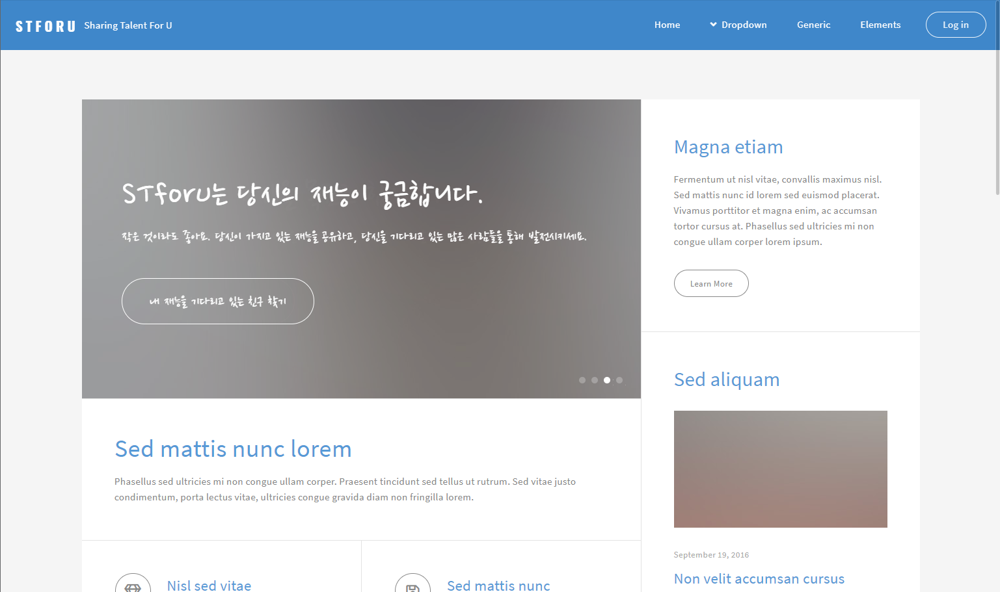 STFORU Sharing Talent For U
Home
Dropdown
Generic
Elements
Log in
STforU는 당신의 재능이 궁금합니다.
작은 것이라도 좋아요. 당신이 가지고 있는 재능을 공유하고, 당신을 기다리고 있는 많은 사람들을 통해 발전시키세요.
내 재능을 기다리고 있는 친구 찾기
Sed mattis nunc lorem
Phasellus sed ultricies mi non congue ullam corper. Praesent tincidunt sed tellus ut rutrum. Sed vitae justo
condimentum, porta lectus vitae, ultricies congue gravida diam non fringilla lorem.
Nisl sed vitae
Sed mattis nunc
Magna etiam
Fermentum ut nisl vitae, convallis maximus nisl.
Sed mattis nunc id lorem sed euismod placerat.
Vivamus porttitor et magna enim, ac accumsan
tortor cursus at. Phasellus sed ultricies mi non
congue ullam corper lorem ipsum.
Learn More
Sed aliquam
September 19, 2016
Non velit accumsan cursus